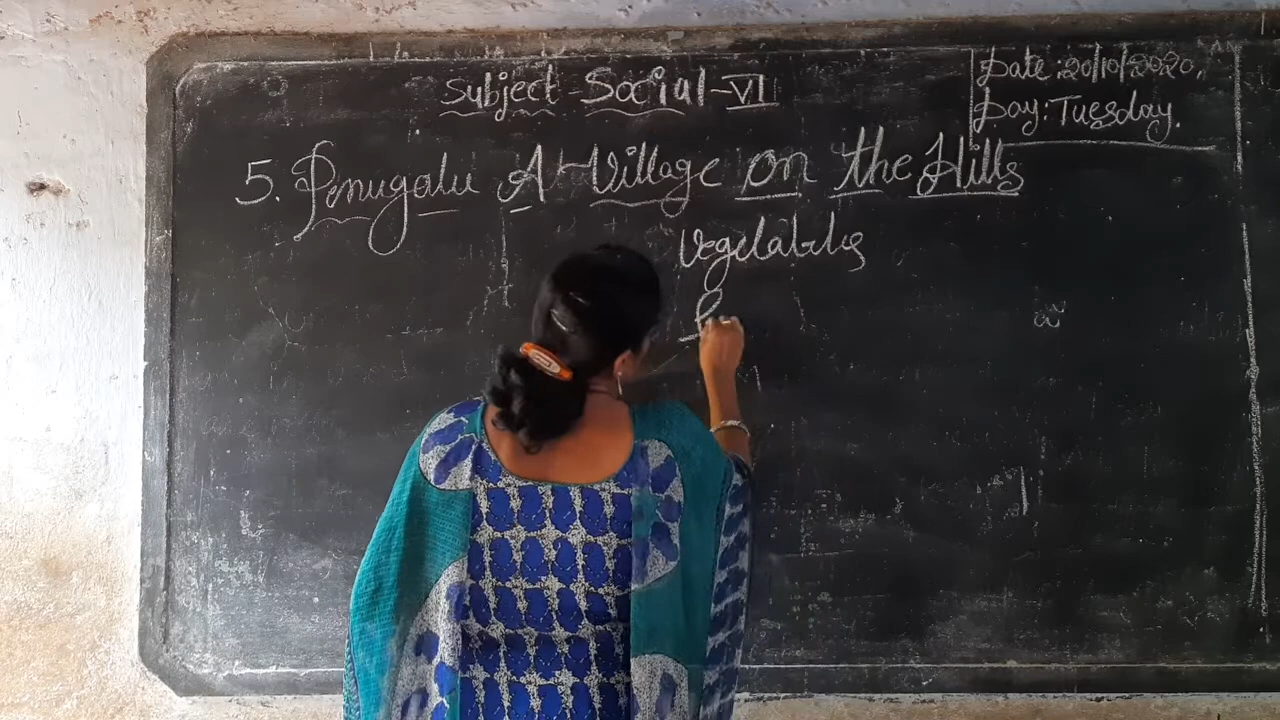 Subject - Social - VI
Date: 20/10/2020.
Day: Tuesday.
5. Penugolu A Village on the Hills
Vegetables